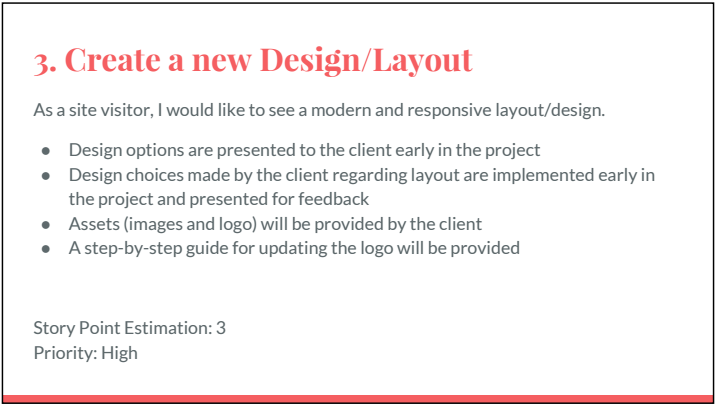 3. Create a new Design/Layout
As a site visitor, I would like to see a modern and responsive layout/design.
● Design options are presented to the client early in the project
● Design choices made by the client regarding layout are implemented early in
the project and presented for feedback
● Assets (images and logo) will be provided by the client
● A step-by-step guide for updating the logo will be provided
Story Point Estimation: 3
Priority: High